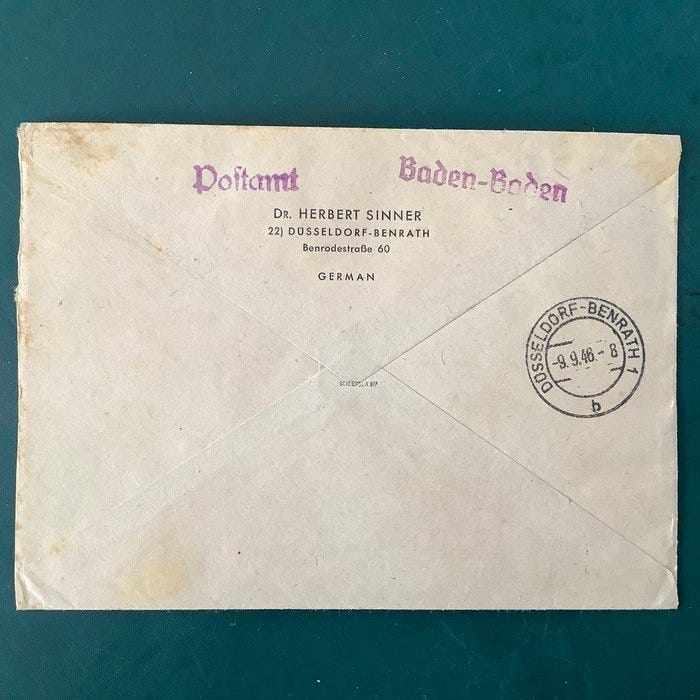 Postamt Baden-Baden
DR. HERBERT SINNER
22) DÜSSELDORF-BENRATH
Benrodestraße 60
GERMAN
DÜSSELDORF-BENRATH 1
-9.9.46.-8
b